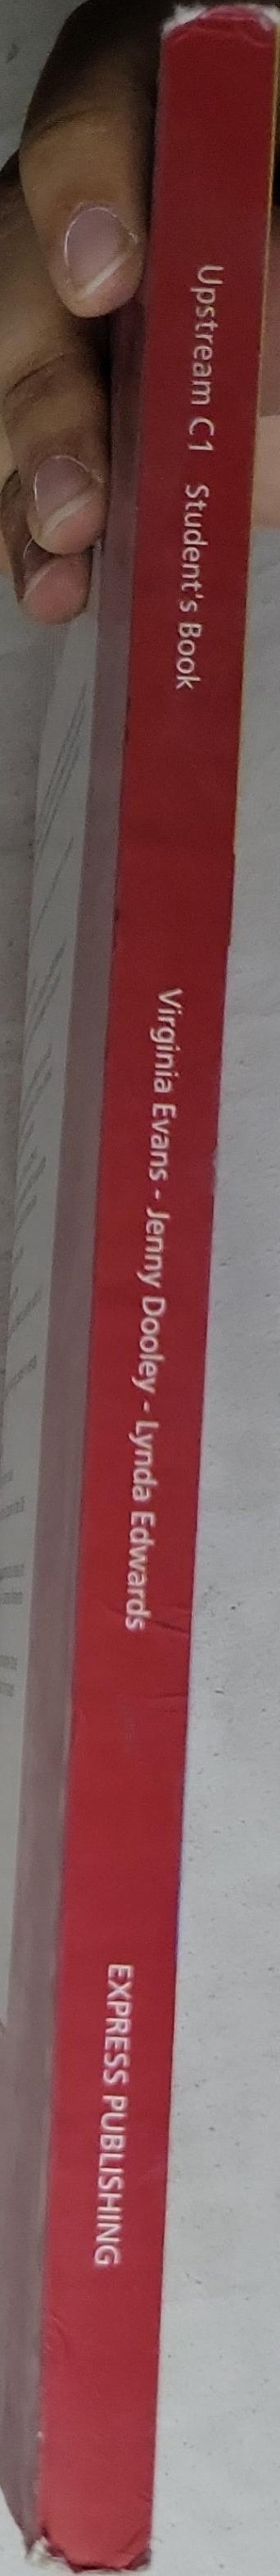 Upstream C1 Student's Book
Virginia Evans - Jenny Dooley - Lynda Edwards
EXPRESS PUBLISHING